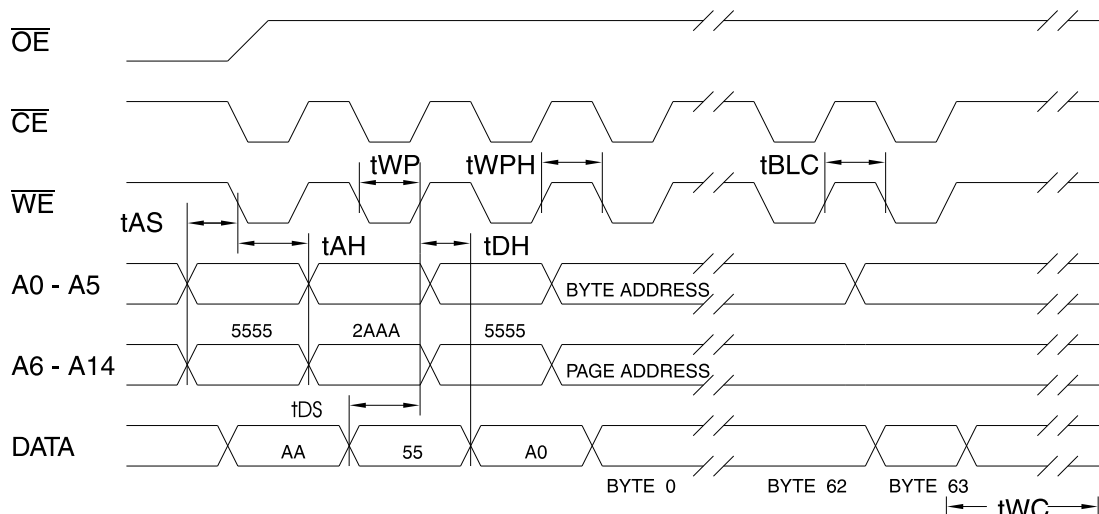 OE
CE
tWP tWPH tBLC
WE
tAS
tAH tDH
A0 - A5 BYTE ADDRESS
5555 2AAA 5555
A6 - A14 PAGE ADDRESS
tDS
DATA AA 55 A0
BYTE 0 BYTE 62 BYTE 63
tWC